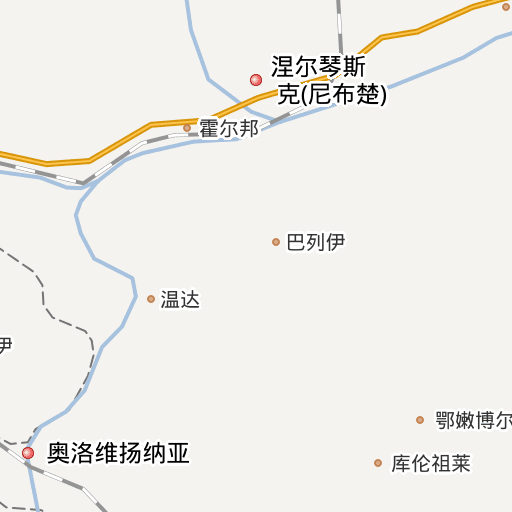 涅尔琴斯
克(尼布楚)
霍尔邦
巴列伊
温达
伊
鄂嫩博尔
奥洛维扬纳亚
库伦祖莱